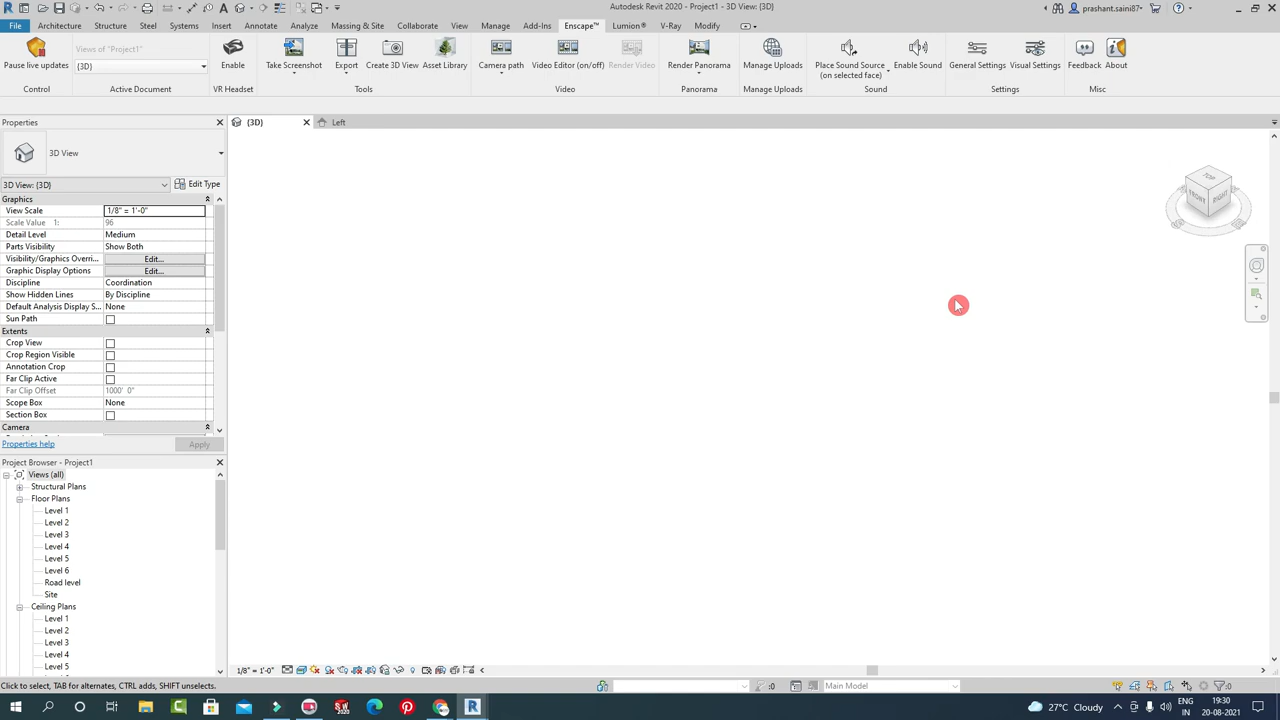 Autodesk Revit 2020 - Project1 - 3D View: {3D}
prashant.saini87
File Architecture Structure Steel Systems Insert Annotate Analyze Massing & Site Collaborate View Manage Add-Ins Enscape™ Lumion® V-Ray Modify
Pause live updates
Views of "Project1"
{3D}
Enable
Take Screenshot
Export
Create 3D View
Asset Library
Camera path
Video Editor (on/off)
Render Video
Render Panorama
Manage Uploads
Place Sound Source
(on selected face)
Enable Sound
General Settings
Visual Settings
Feedback
About
Control Active Document VR Headset Tools Video Panorama Manage Uploads Sound Settings Misc
Properties
{3D}
Left
3D View
3D View: {3D}
Edit Type
Graphics
View Scale 1/8" = 1'-0"
Scale Value 1: 96
Detail Level Medium
Parts Visibility Show Both
Visibility/Graphics Overri... Edit...
Graphic Display Options Edit...
Discipline Coordination
Show Hidden Lines By Discipline
Default Analysis Display S... None
Sun Path
Extents
Crop View
Crop Region Visible
Annotation Crop
Far Clip Active
Far Clip Offset 1000' 0"
Scope Box None
Section Box
Camera
Properties help
Apply
TOP
FRONT
RIGHT
Project Browser - Project1
Views (all)
Structural Plans
Floor Plans
Level 1
Level 2
Level 3
Level 4
Level 5
Level 6
Road level
Site
Ceiling Plans
Level 1
Level 2
Level 3
Level 4
Level 5
1/8" = 1'-0"
Click to select, TAB for alternates, CTRL adds, SHIFT unselects.
:0
Main Model
:0
27°C Cloudy
ENG
IN
19:30
20-08-2021